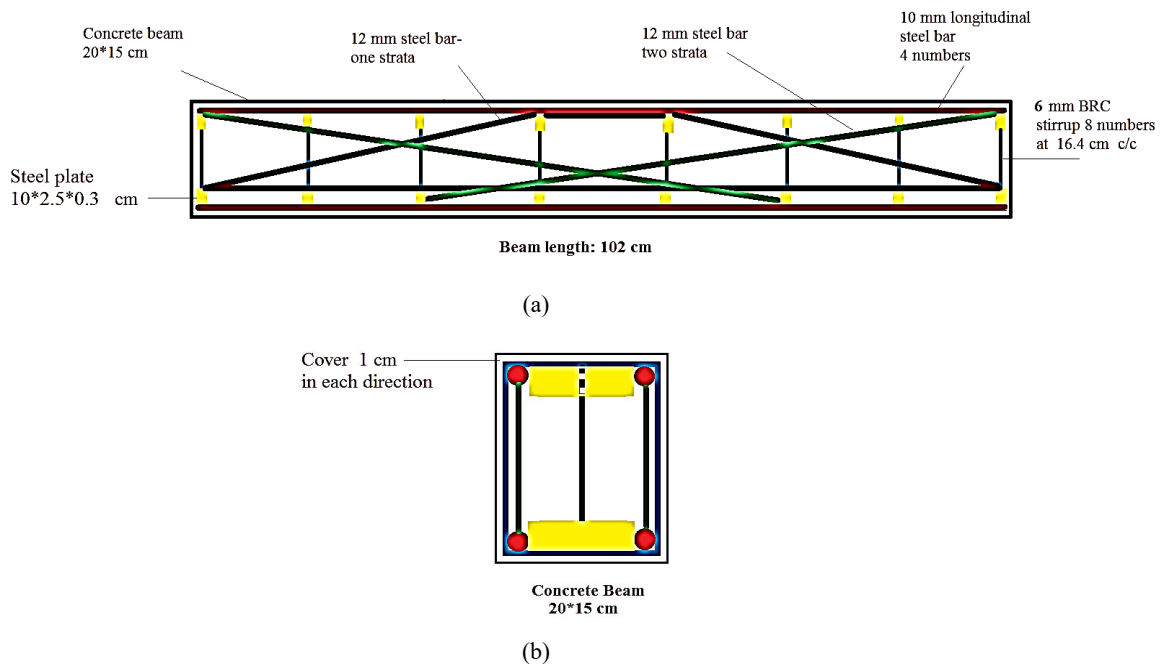 Concrete beam
20*15 cm
12 mm steel bar-
one strata
12 mm steel bar
two strata
10 mm longitudinal
steel bar
4 numbers
6 mm BRC
stirrup 8 numbers
at 16.4 cm c/c
Steel plate
10*2.5*0.3 cm
Beam length: 102 cm
(a)
Cover 1 cm
in each direction
Concrete Beam
20*15 cm
(b)